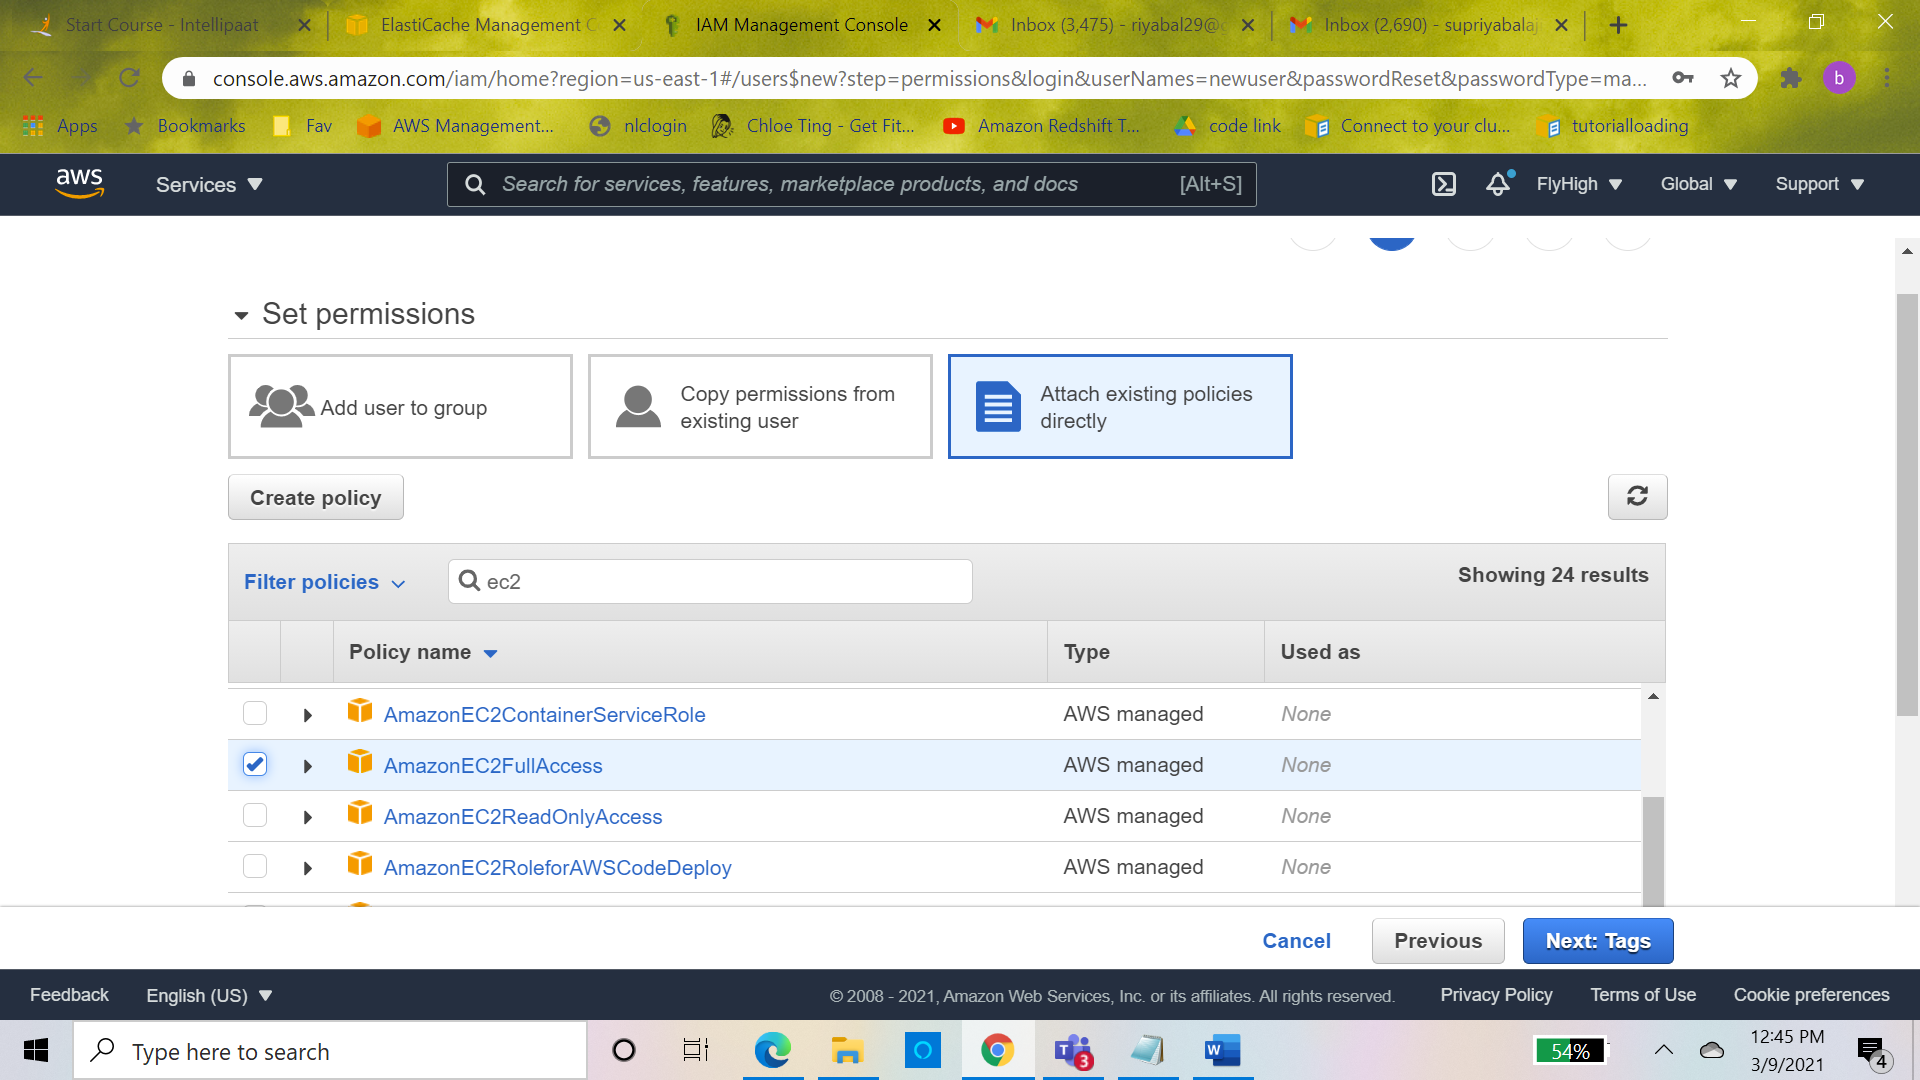 Start Course - Intellipaat
ElastiCache Management C
IAM Management Console
Inbox (3,475) - riyabal29@
Inbox (2,690) - supriyabalaj
console.aws.amazon.com/iam/home?region=us-east-1#/users$new?step=permissions&login&userNames=newuser&passwordReset&passwordType=ma...
b
Apps
Bookmarks
Fav
AWS Management...
nlclogin
Chloe Ting - Get Fit...
Amazon Redshift T...
code link
Connect to your clu...
tutorialloading
aws
Services
Search for services, features, marketplace products, and docs
[Alt+S]
FlyHigh
Global
Support
Set permissions
Add user to group
Copy permissions from
existing user
Attach existing policies
directly
Create policy
Filter policies
ec2
Showing 24 results
Policy name
Type
Used as
AmazonEC2ContainerServiceRole
AWS managed
None
AmazonEC2FullAccess
AWS managed
None
AmazonEC2ReadOnlyAccess
AWS managed
None
AmazonEC2RoleforAWSCodeDeploy
AWS managed
None
Cancel
Previous
Next: Tags
Feedback
English (US)
© 2008 - 2021, Amazon Web Services, Inc. or its affiliates. All rights reserved.
Privacy Policy
Terms of Use
Cookie preferences
Type here to search
3
54%
12:45 PM
3/9/2021
4